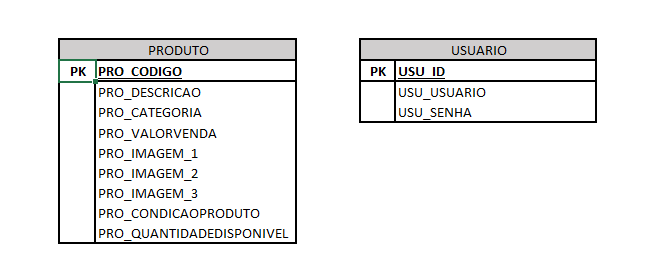 PRODUTO
PK PRO_CODIGO
PRO_DESCRICAO
PRO_CATEGORIA
PRO_VALORVENDA
PRO_IMAGEM_1
PRO_IMAGEM_2
PRO_IMAGEM_3
PRO_CONDICAOPRODUTO
PRO_QUANTIDADEDISPONIVEL
USUARIO
PK USU_ID
USU_USUARIO
USU_SENHA